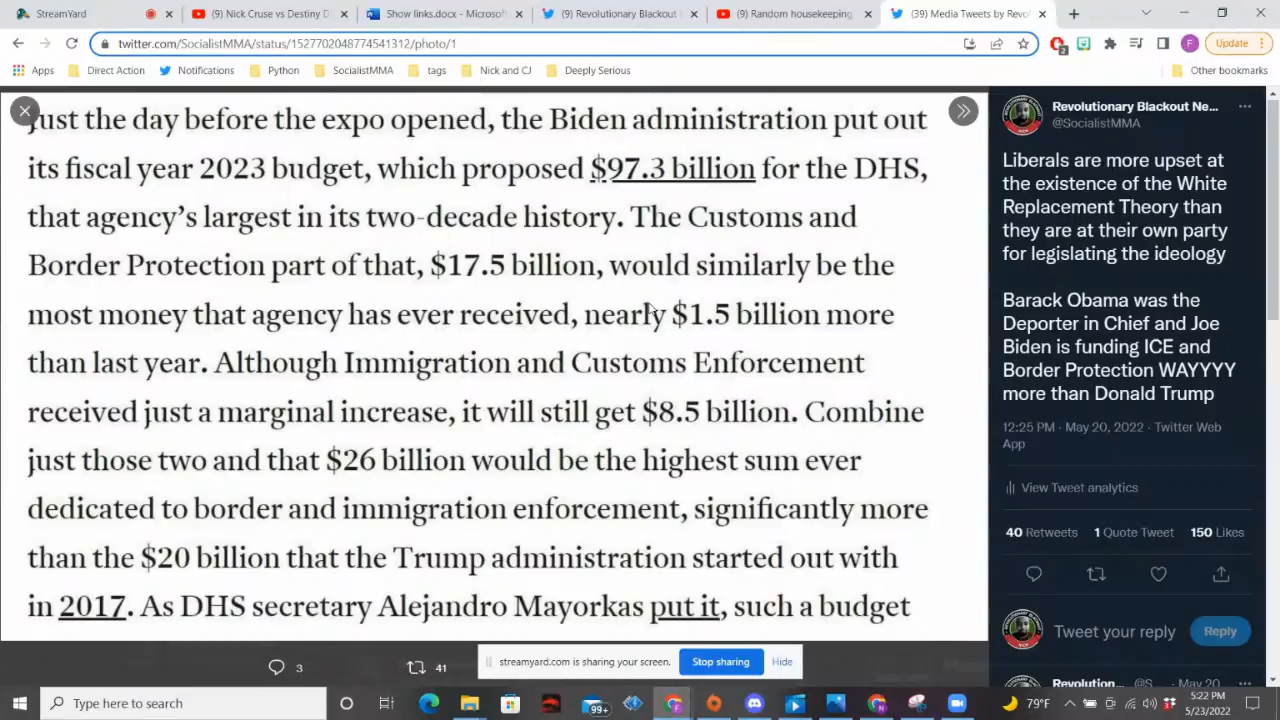 StreamYard
(9) Nick Cruse vs Destiny D
Show links.docx - Microsof
(9) Revolutionary Blackout
(9) Random housekeeping
(39) Media Tweets by Revo
twitter.com/SocialistMMA/status/1527702048774541312/photo/1
Update
Apps
Direct Action
Notifications
Python
SocialistMMA
tags
Nick and CJ
Deeply Serious
Other bookmarks
Just the day before the expo opened, the Biden administration put out
its fiscal year 2023 budget, which proposed $97.3 billion for the DHS,
that agency's largest in its two-decade history. The Customs and
Border Protection part of that, $17.5 billion, would similarly be the
most money that agency has ever received, nearly $1.5 billion more
than last year. Although Immigration and Customs Enforcement
received just a marginal increase, it will still get $8.5 billion. Combine
just those two and that $26 billion would be the highest sum ever
dedicated to border and immigration enforcement, significantly more
than the $20 billion that the Trump administration started out with
in 2017. As DHS secretary Alejandro Mayorkas put it, such a budget
3
41
Revolutionary Blackout Ne...
@SocialistMMA
Liberals are more upset at
the existence of the White
Replacement Theory than
they are at their own party
for legislating the ideology
Barack Obama was the
Deporter in Chief and Joe
Biden is funding ICE and
Border Protection WAYYYY
more than Donald Trump
12:25 PM · May 20, 2022 · Twitter Web
App
View Tweet analytics
40 Retweets 1 Quote Tweet 150 Likes
Tweet your reply
Reply
Revolution... @S... · May 20
streamyard.com is sharing your screen.
Stop sharing
Hide
Type here to search
99+
79°F
5:22 PM
5/23/2022